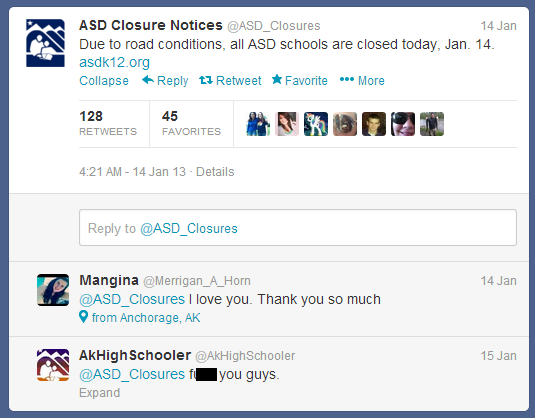 ASD Closure Notices @ASD_Closures 14 Jan
Due to road conditions, all ASD schools are closed today, Jan. 14.
asdk12.org
Collapse Reply Retweet Favorite More
128 45
RETWEETS FAVORITES
4:21 AM - 14 Jan 13 · Details
Reply to @ASD_Closures
Mangina @Merrigan_A_Horn 14 Jan
@ASD_Closures I love you. Thank you so much
from Anchorage, AK
AkHighSchooler @AkHighSchooler 15 Jan
@ASD_Closures f you guys.
Expand